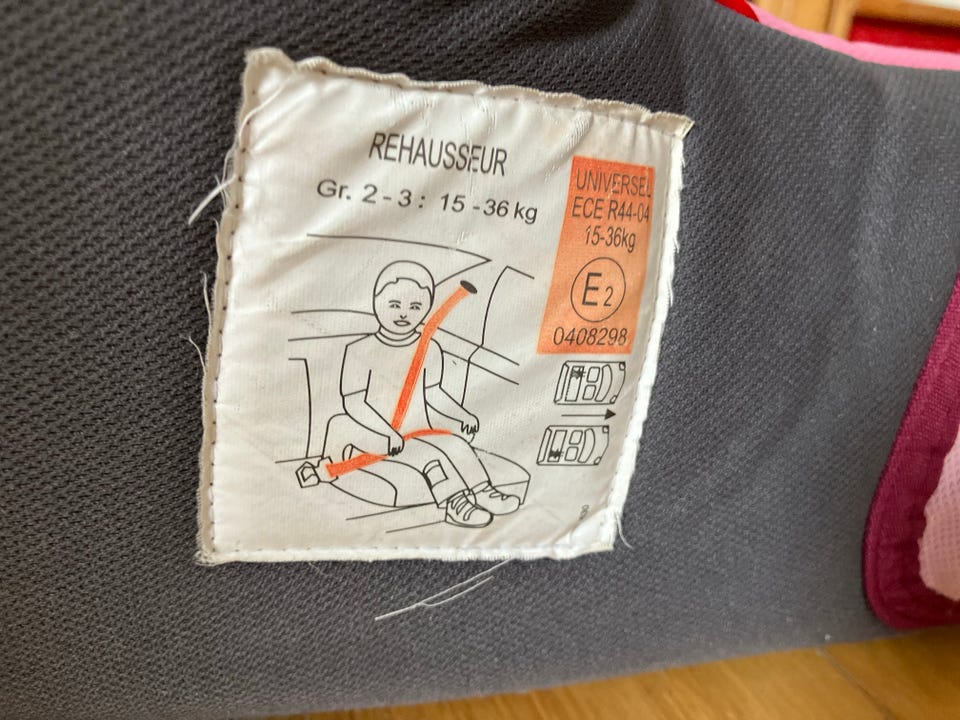 REHAUSSEUR
Gr. 2 - 3 : 15 - 36 kg
UNIVERSEL
ECE R44-04
15-36kg
E2
0408298